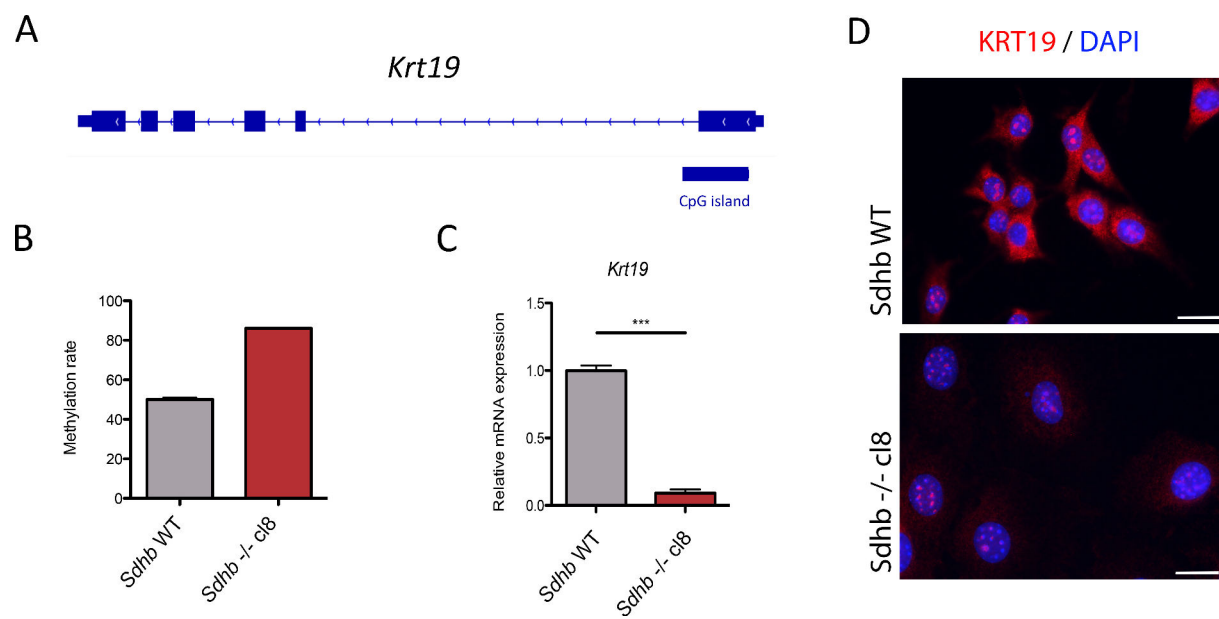 A
Krt19
CpG island
B
Methylation rate
100
80
60
40
20
0
Sdhb WT
Sdhb -/- cl8
C
Krt19
Relative mRNA expression
1.5
1.0
0.5
0.0
***
Sdhb WT
Sdhb -/- cl8
D
KRT19 / DAPI
Sdhb WT
Sdhb -/- cl8